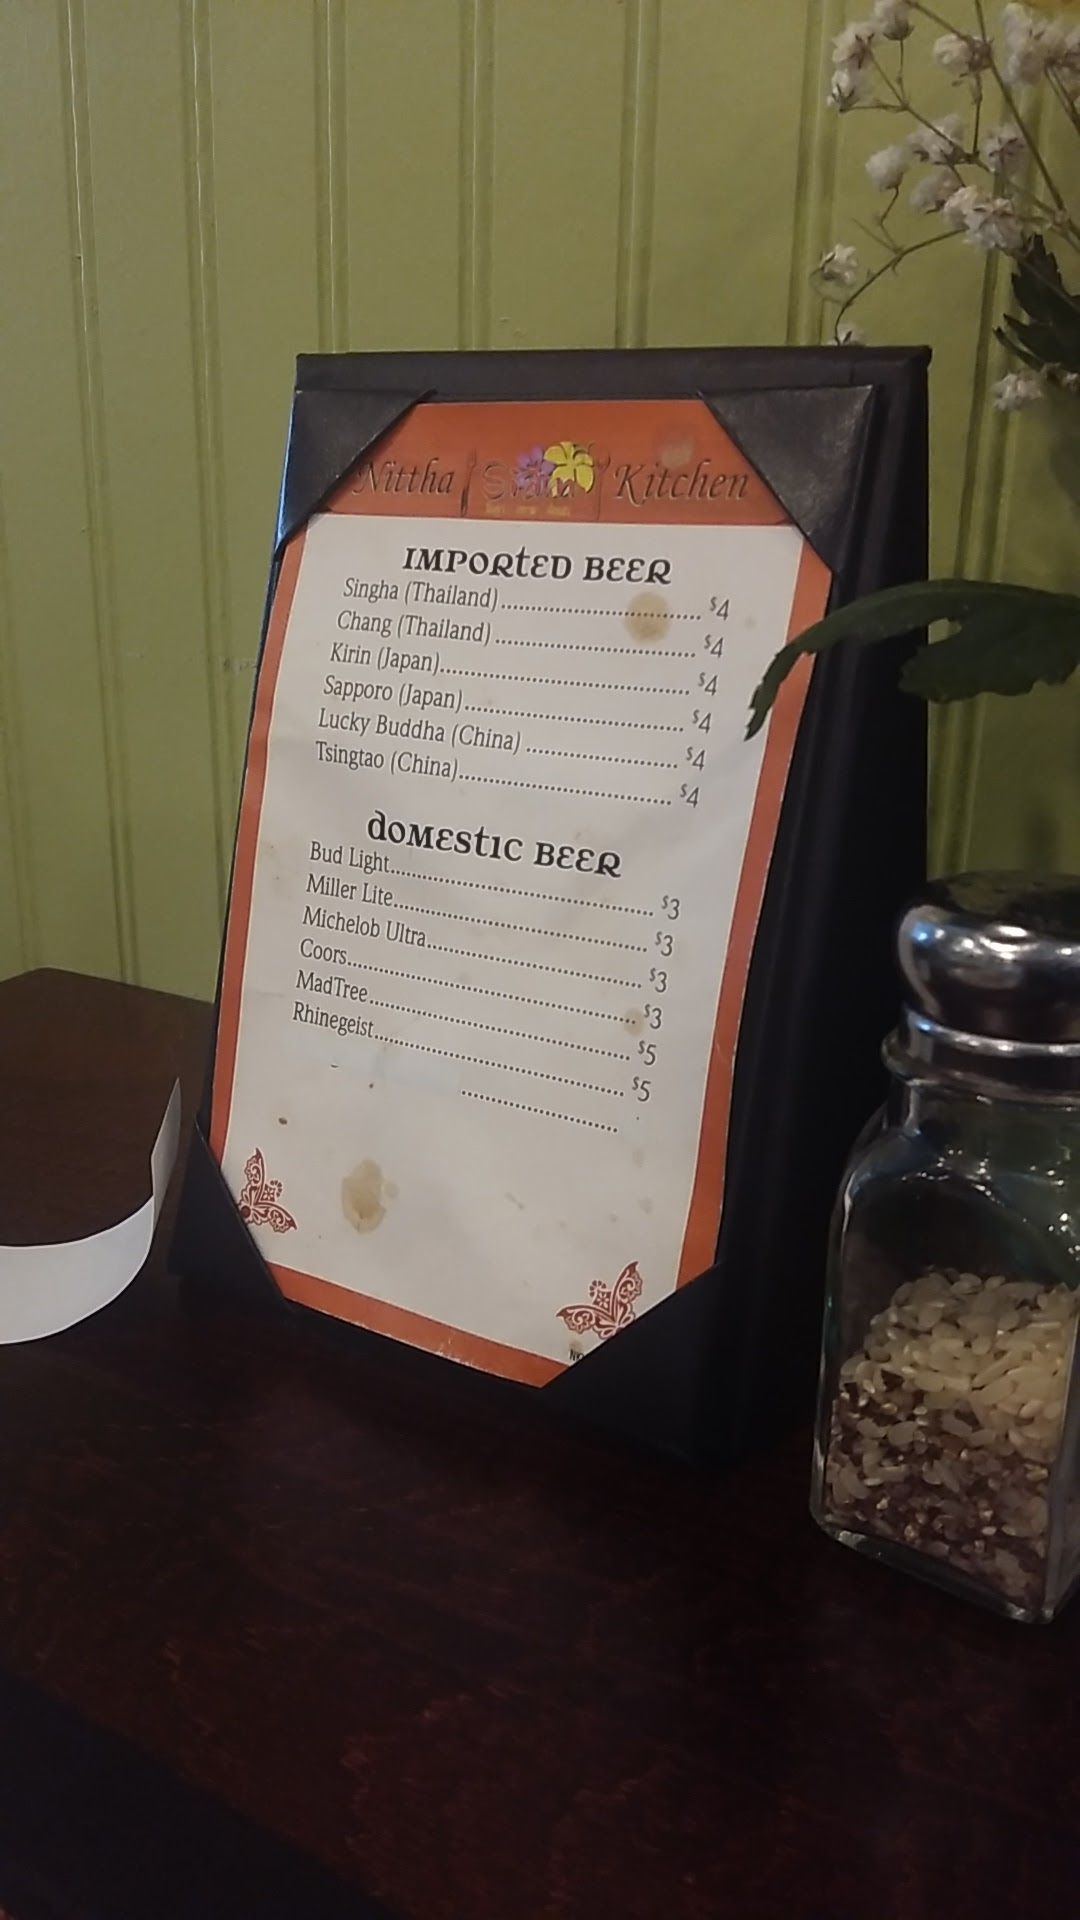 Nittha Siam Kitchen
IMPORTED BEER
Singha (Thailand)........................... $4
Chang (Thailand)........................... $4
Kirin (Japan)................................. $4
Sapporo (Japan)............................. $4
Lucky Buddha (China).................... $4
Tsingtao (China)............................. $4
DOMESTIC BEER
Bud Light................................... $3
Miller Lite................................... $3
Michelob Ultra............................. $3
Coors....................................... $3
MadTree.................................... $5
Rhinegeist.................................. $5
.....................